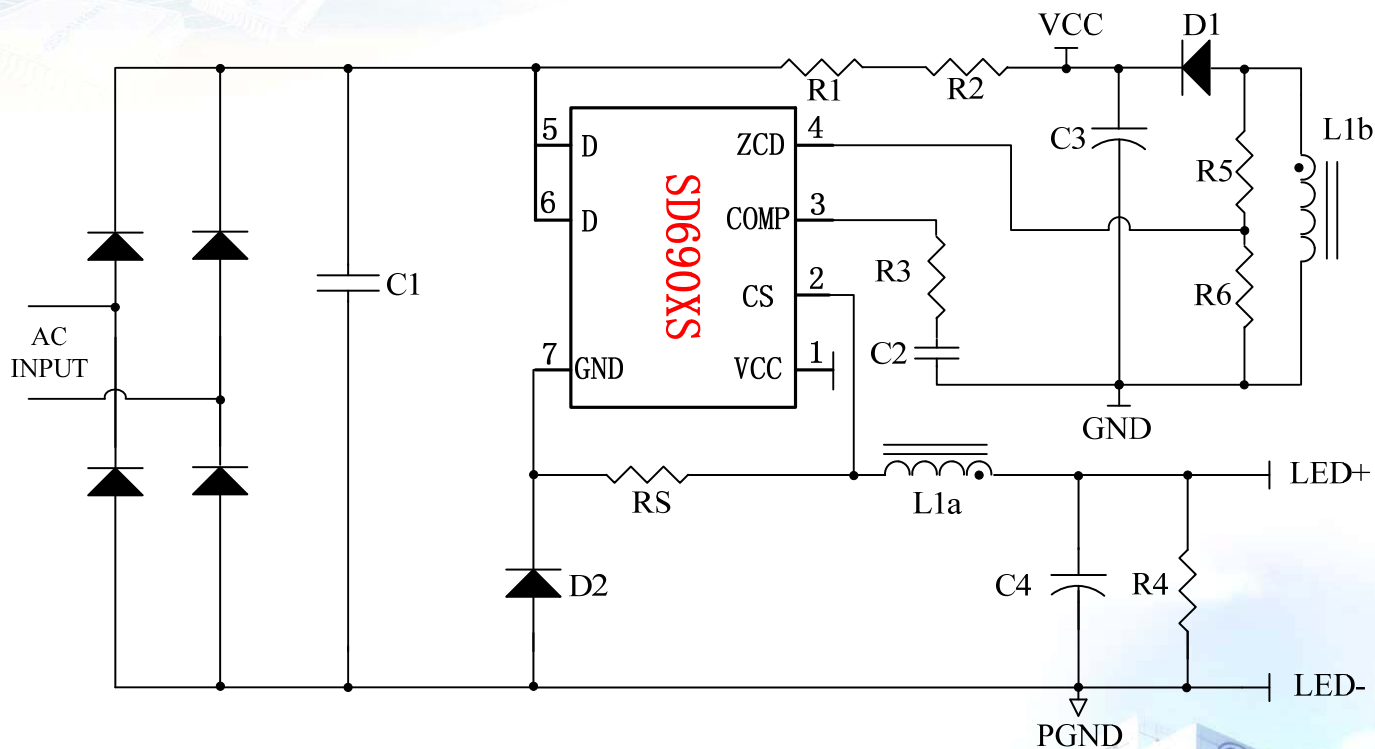 VCC
D1
R1
R2
C3
L1b
R5
R6
5
D
6
D
7
GND
ZCD
4
COMP
3
CS
2
VCC
1
SD690XS
R3
C2
GND
C1
AC
INPUT
RS
L1a
LED+
D2
C4
R4
LED-
PGND